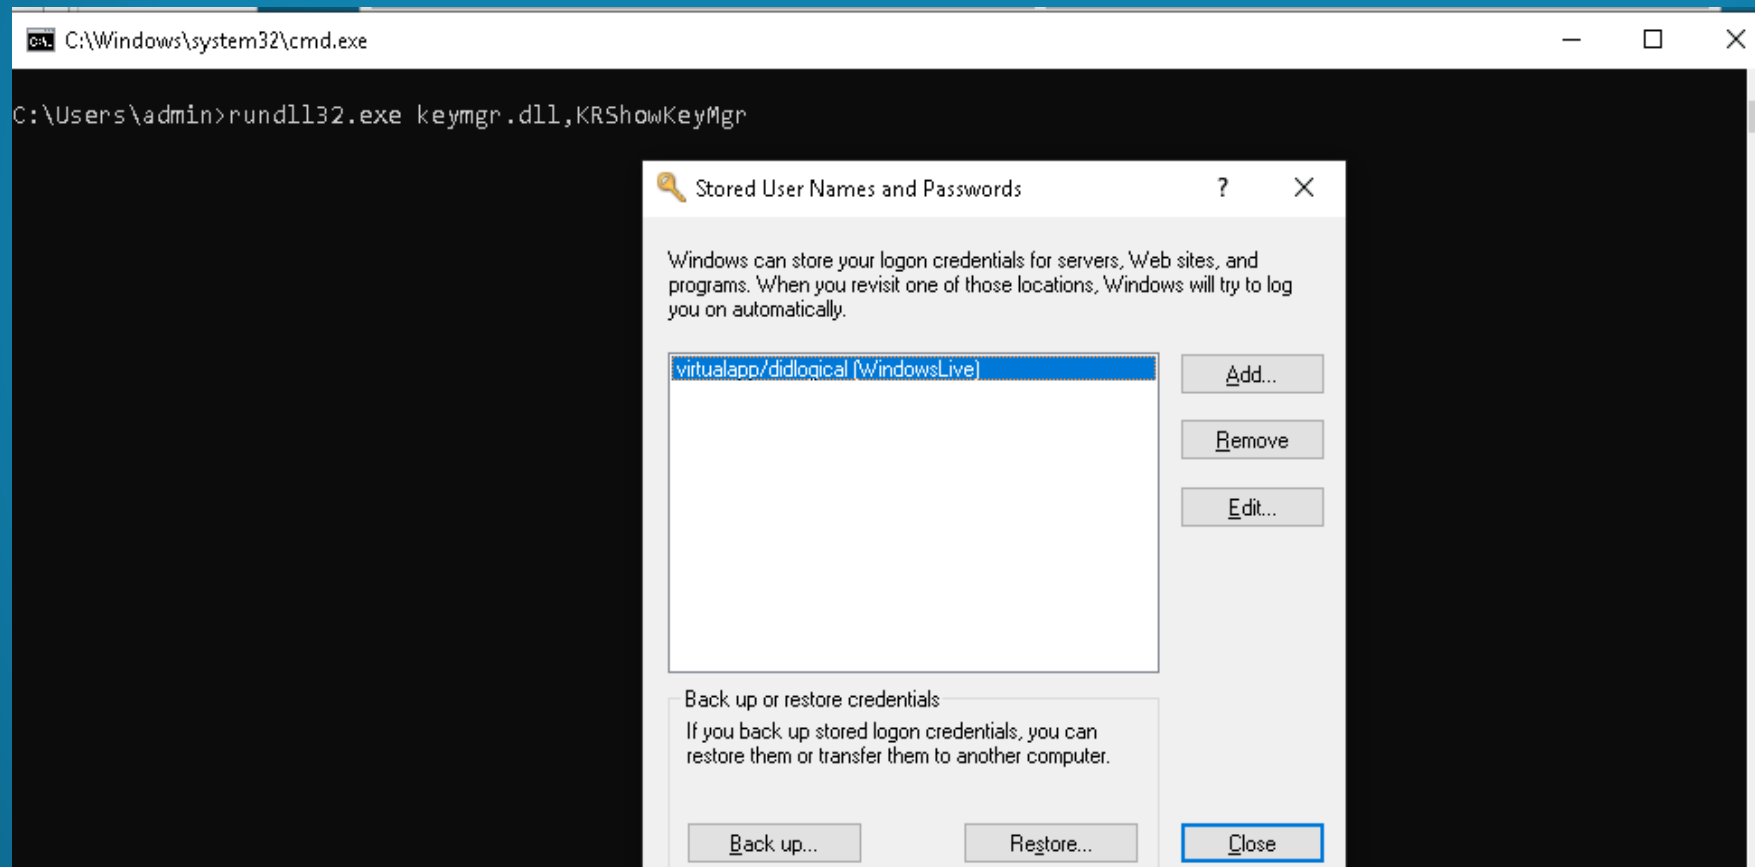 C:\Windows\system32\cmd.exe
C:\Users\admin>rundll32.exe keymgr.dll,KRShowKeyMgr
Stored User Names and Passwords
?
Windows can store your logon credentials for servers, Web sites, and
programs. When you revisit one of those locations, Windows will try to log
you on automatically.
virtualapp/didlogical (WindowsLive)
Add...
Remove
Edit...
Back up or restore credentials
If you back up stored logon credentials, you can
restore them or transfer them to another computer.
Back up...
Restore...
Close